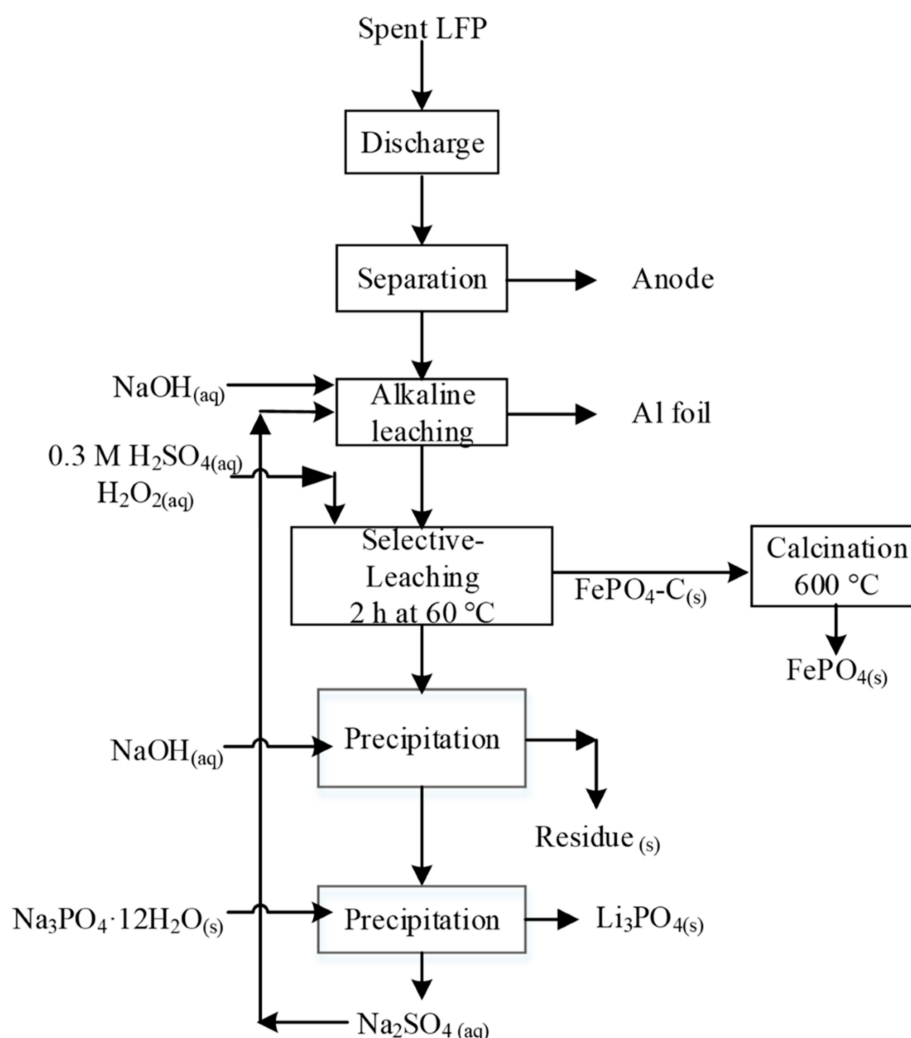 Spent LFP
Discharge
Separation
Anode
NaOH(aq)
Alkaline
leaching
Al foil
0.3 M H₂SO₄(aq)
H₂O₂(aq)
Selective-
Leaching
2 h at 60 °C
FePO₄-C(s)
Calcination
600 °C
FePO₄(s)
NaOH(aq)
Precipitation
Residue (s)
Na₃PO₄·12H₂O(s)
Precipitation
Li₃PO₄(s)
Na₂SO₄ (aq)